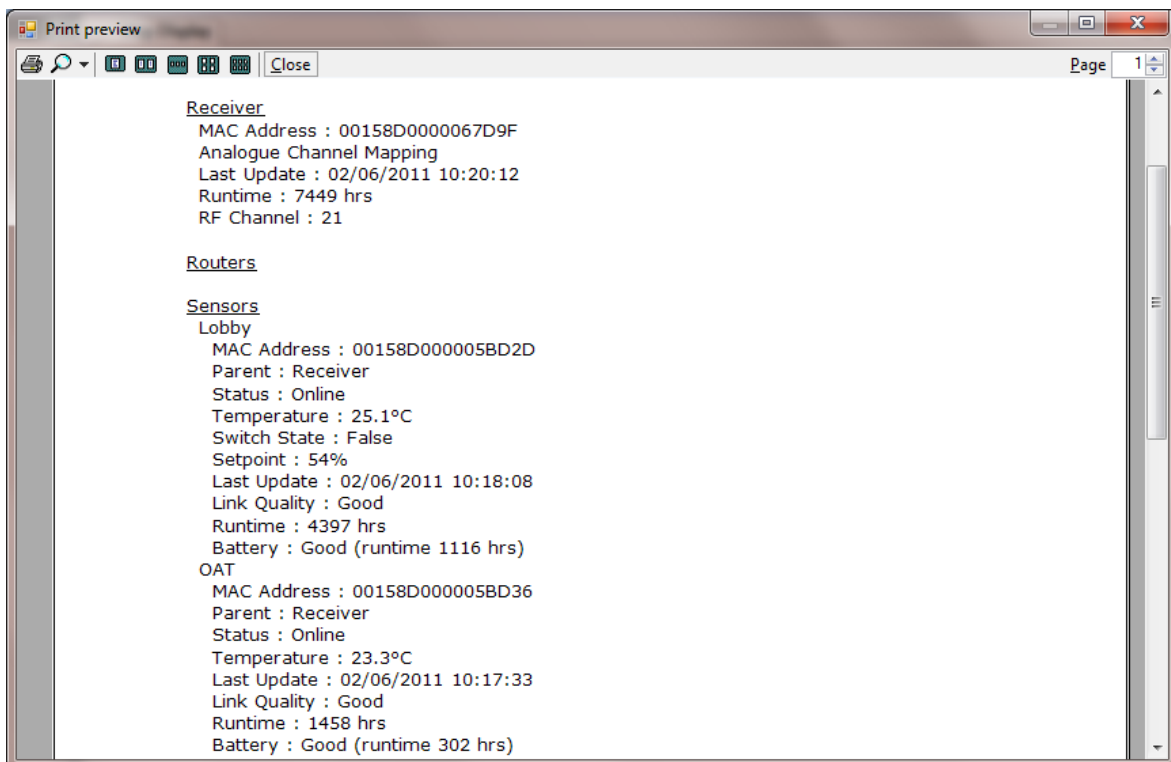 Print preview
Close
Page 1
Receiver
MAC Address : 00158D0000067D9F
Analogue Channel Mapping
Last Update : 02/06/2011 10:20:12
Runtime : 7449 hrs
RF Channel : 21
Routers
Sensors
Lobby
MAC Address : 00158D000005BD2D
Parent : Receiver
Status : Online
Temperature : 25.1ºC
Switch State : False
Setpoint : 54%
Last Update : 02/06/2011 10:18:08
Link Quality : Good
Runtime : 4397 hrs
Battery : Good (runtime 1116 hrs)
OAT
MAC Address : 00158D000005BD36
Parent : Receiver
Status : Online
Temperature : 23.3ºC
Last Update : 02/06/2011 10:17:33
Link Quality : Good
Runtime : 1458 hrs
Battery : Good (runtime 302 hrs)